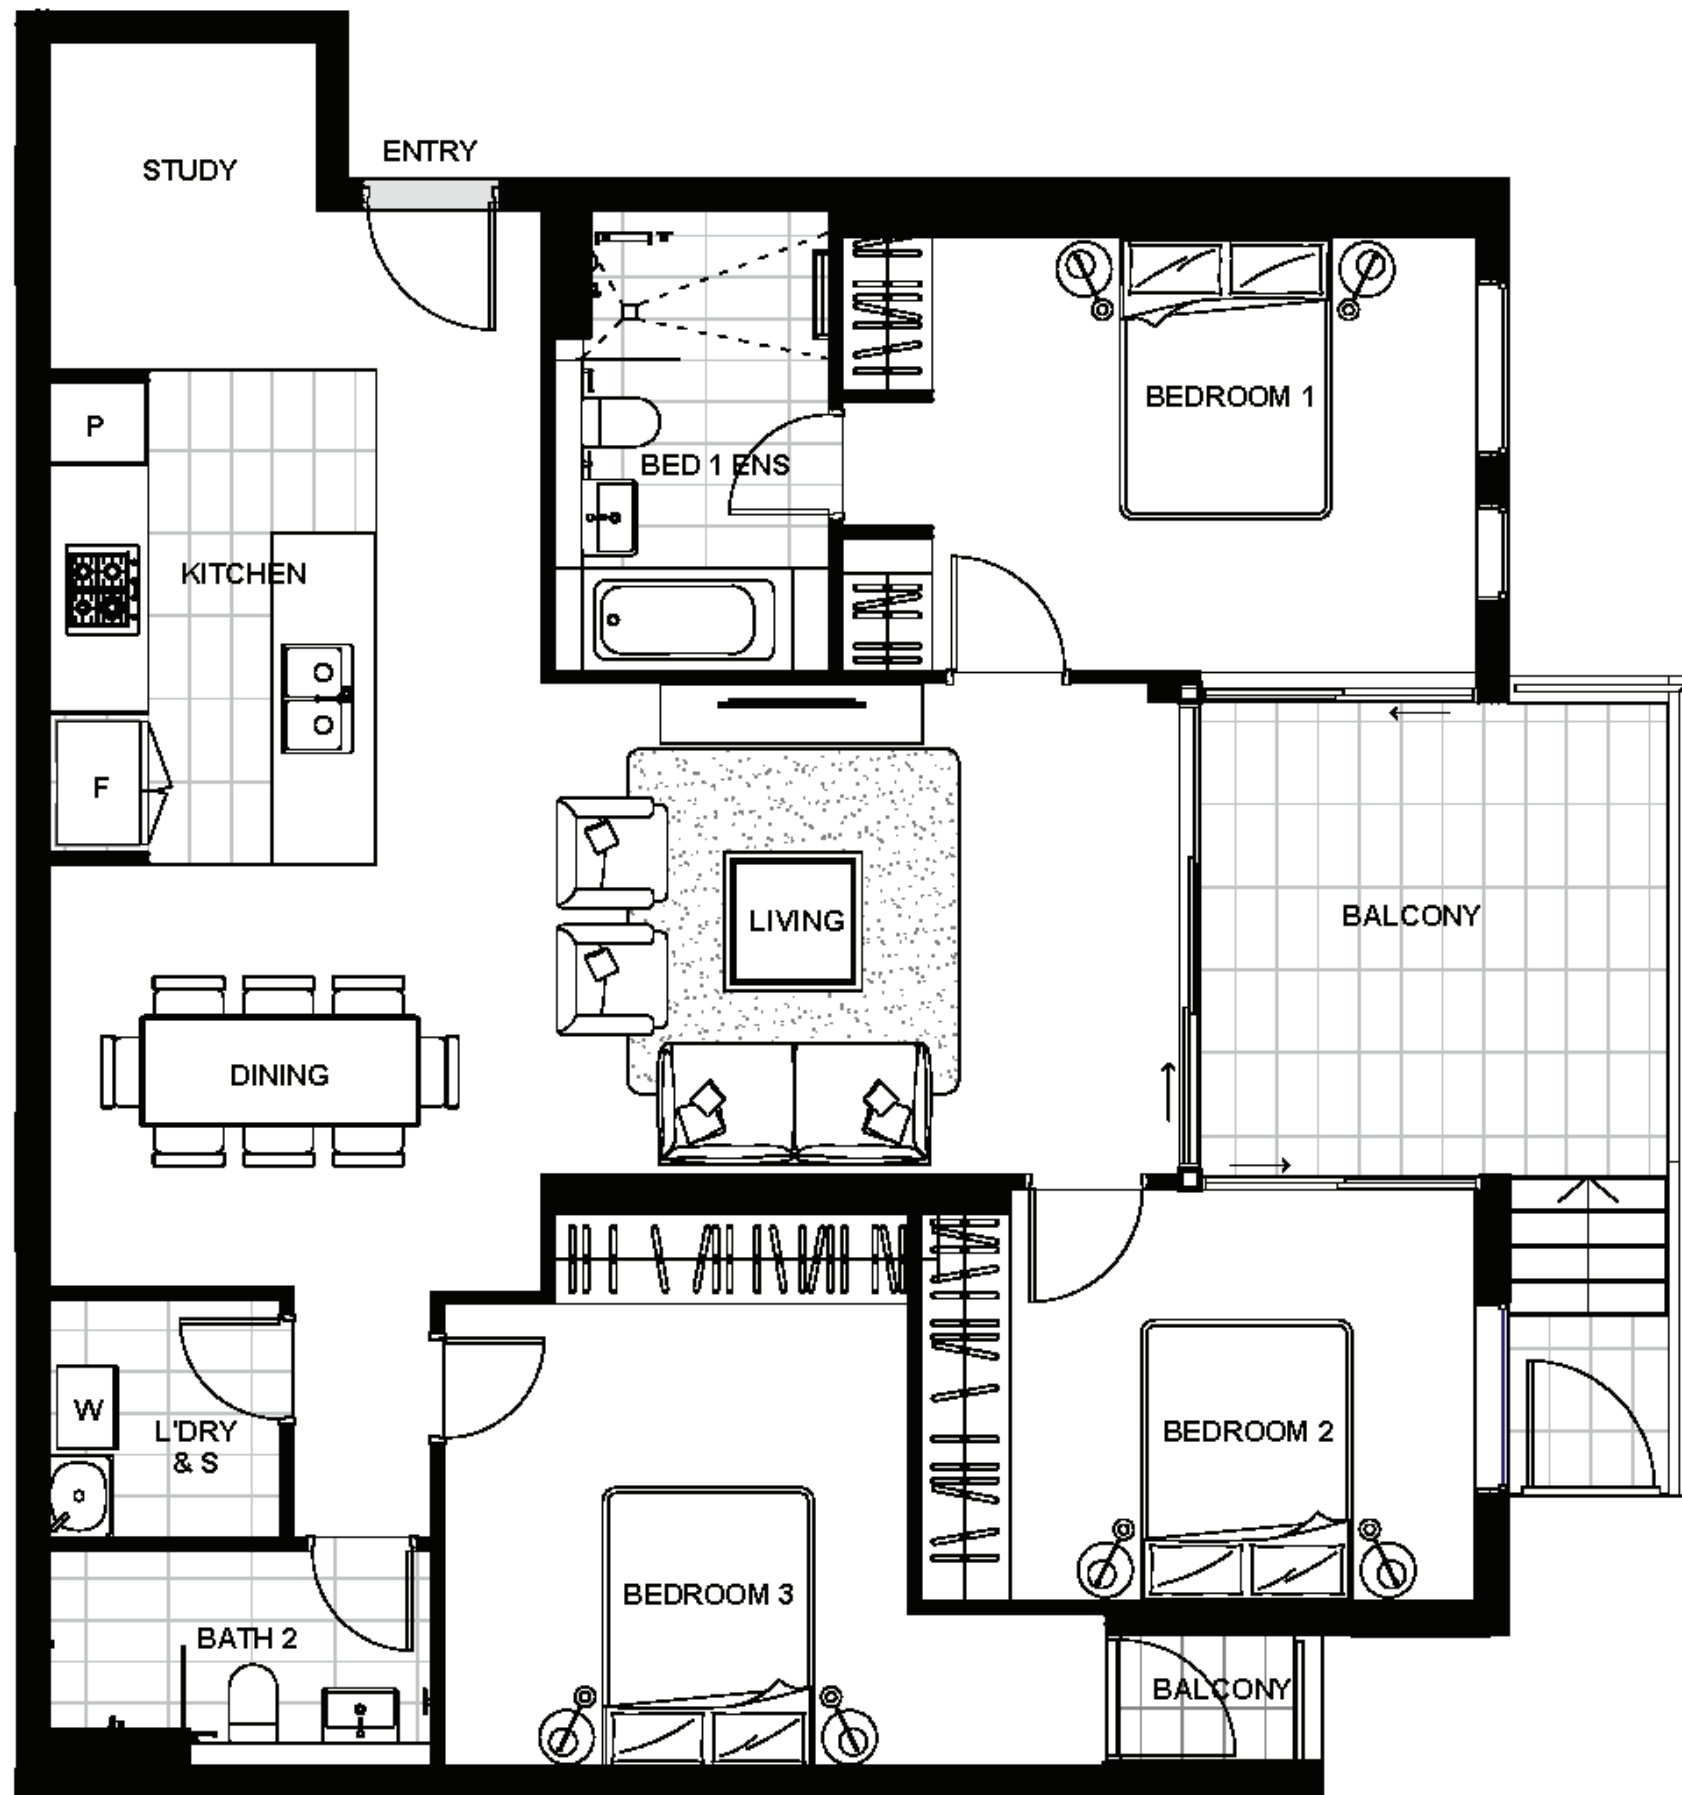 ENTRY
STUDY
P
BED 1 ENS
BEDROOM 1
KITCHEN
F
LIVING
BALCONY
DINING
W
L'DRY
& S
BEDROOM 2
BEDROOM 3
BATH 2
BALCONY